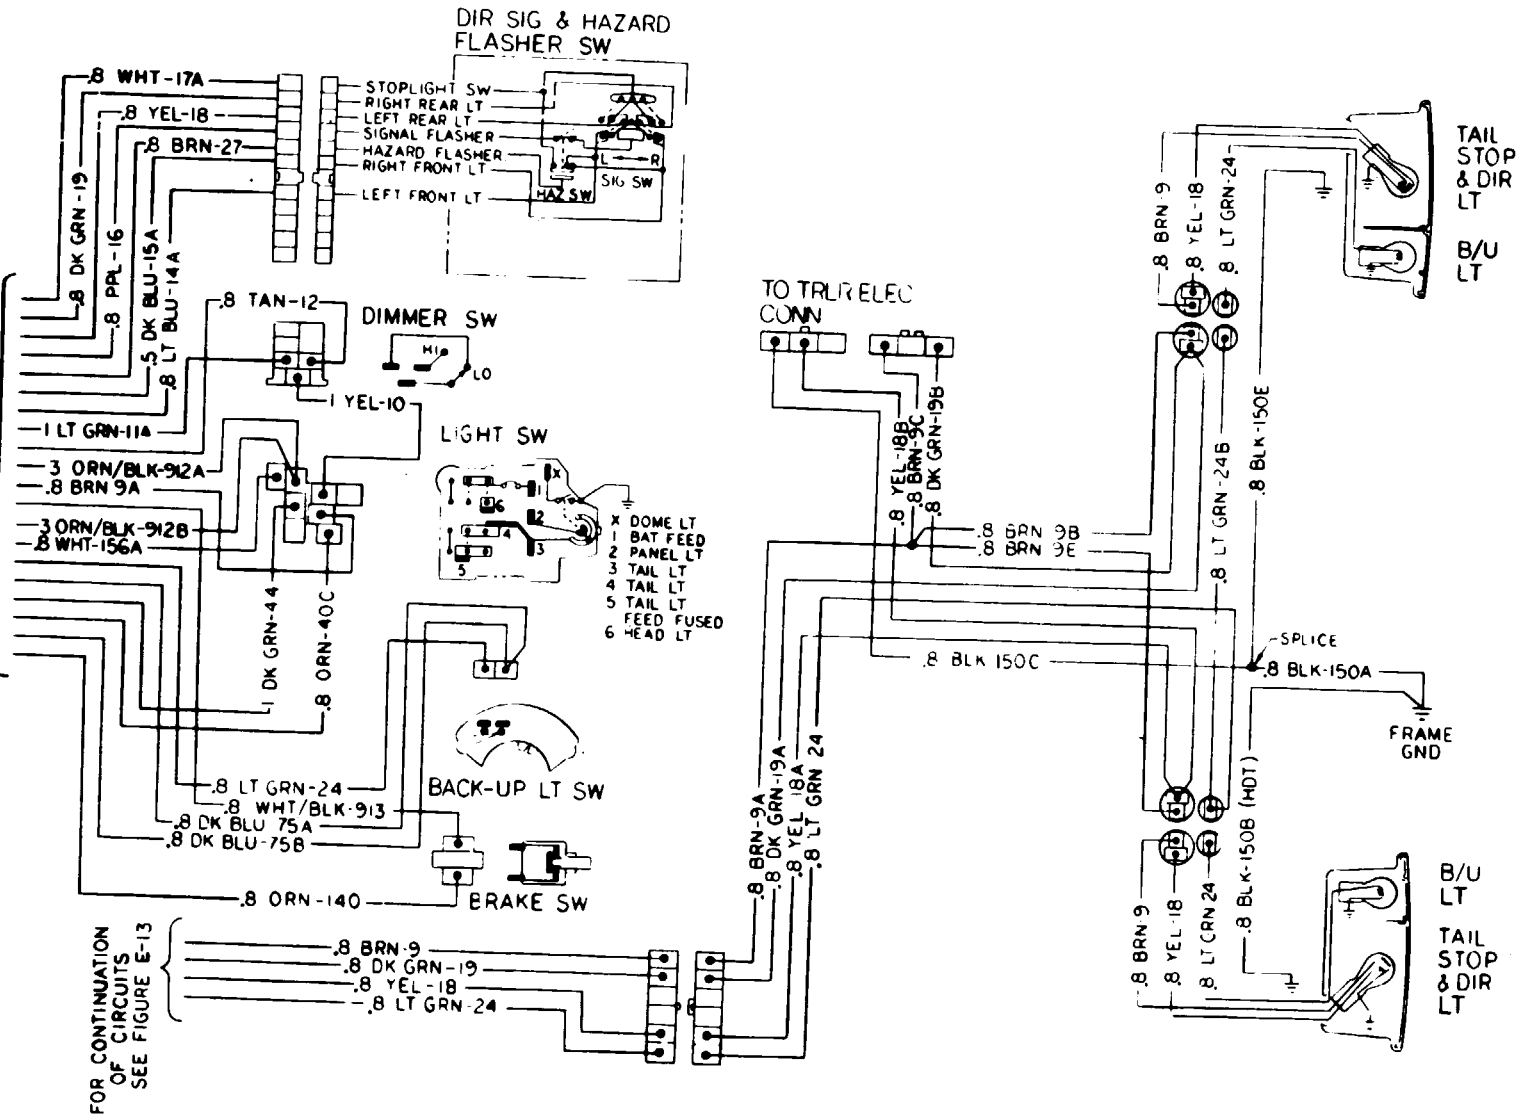 DIR SIG & HAZARD
FLASHER SW
.8 WHT-17A
.8 YEL-18
.8 BRN-27
.8 DK GRN-19
.8 PPL-16
.5 DK BLU-15A
.8 LT BLU-14A
STOPLIGHT SW
RIGHT REAR LT
LEFT REAR LT
SIGNAL FLASHER
HAZARD FLASHER
RIGHT FRONT LT
LEFT FRONT LT
L R
SIG SW
HAZ SW
.8 TAN-12
DIMMER SW
HI
LO
1 YEL-10
1 LT GRN-11A
3 ORN/BLK-912A
.8 BRN 9A
3 ORN/BLK-912B
.8 WHT-156A
LIGHT SW
X
1
6
2
4
3
5
X DOME LT
1 BAT FEED
2 PANEL LT
3 TAIL LT
4 TAIL LT
5 TAIL LT
FEED FUSED
6 HEAD LT
1 DK GRN-44
.8 ORN-40C
.8 LT GRN-24
.8 WHT/BLK-913
.8 DK BLU 75A
.8 DK BLU-75B
BACK-UP LT SW
.8 ORN-140
BRAKE SW
FOR CONTINUATION
OF CIRCUITS
SEE FIGURE E-13
.8 BRN-9
.8 DK GRN-19
.8 YEL-18
.8 LT GRN-24
TO TRLR ELEC
CONN
.8 YEL-18B
.8 BRN-9C
.8 DK GRN-19B
.8 BRN 9B
.8 BRN 9E
.8 BLK 150C
.8 BRN-9A
.8 DK GRN-19A
.8 YEL 18A
.8 LT GRN 24
.8 BRN-9
.8 YEL-18
.8 LT GRN-24
.8 LT GRN-24B
.8 BLK-150E
TAIL
STOP
& DIR
LT
B/U
LT
SPLICE
.8 BLK-150A
FRAME
GND
.8 BLK-150B (HDT)
.8 BRN-9
.8 YEL-18
.8 LT GRN 24
B/U
LT
TAIL
STOP
& DIR
LT